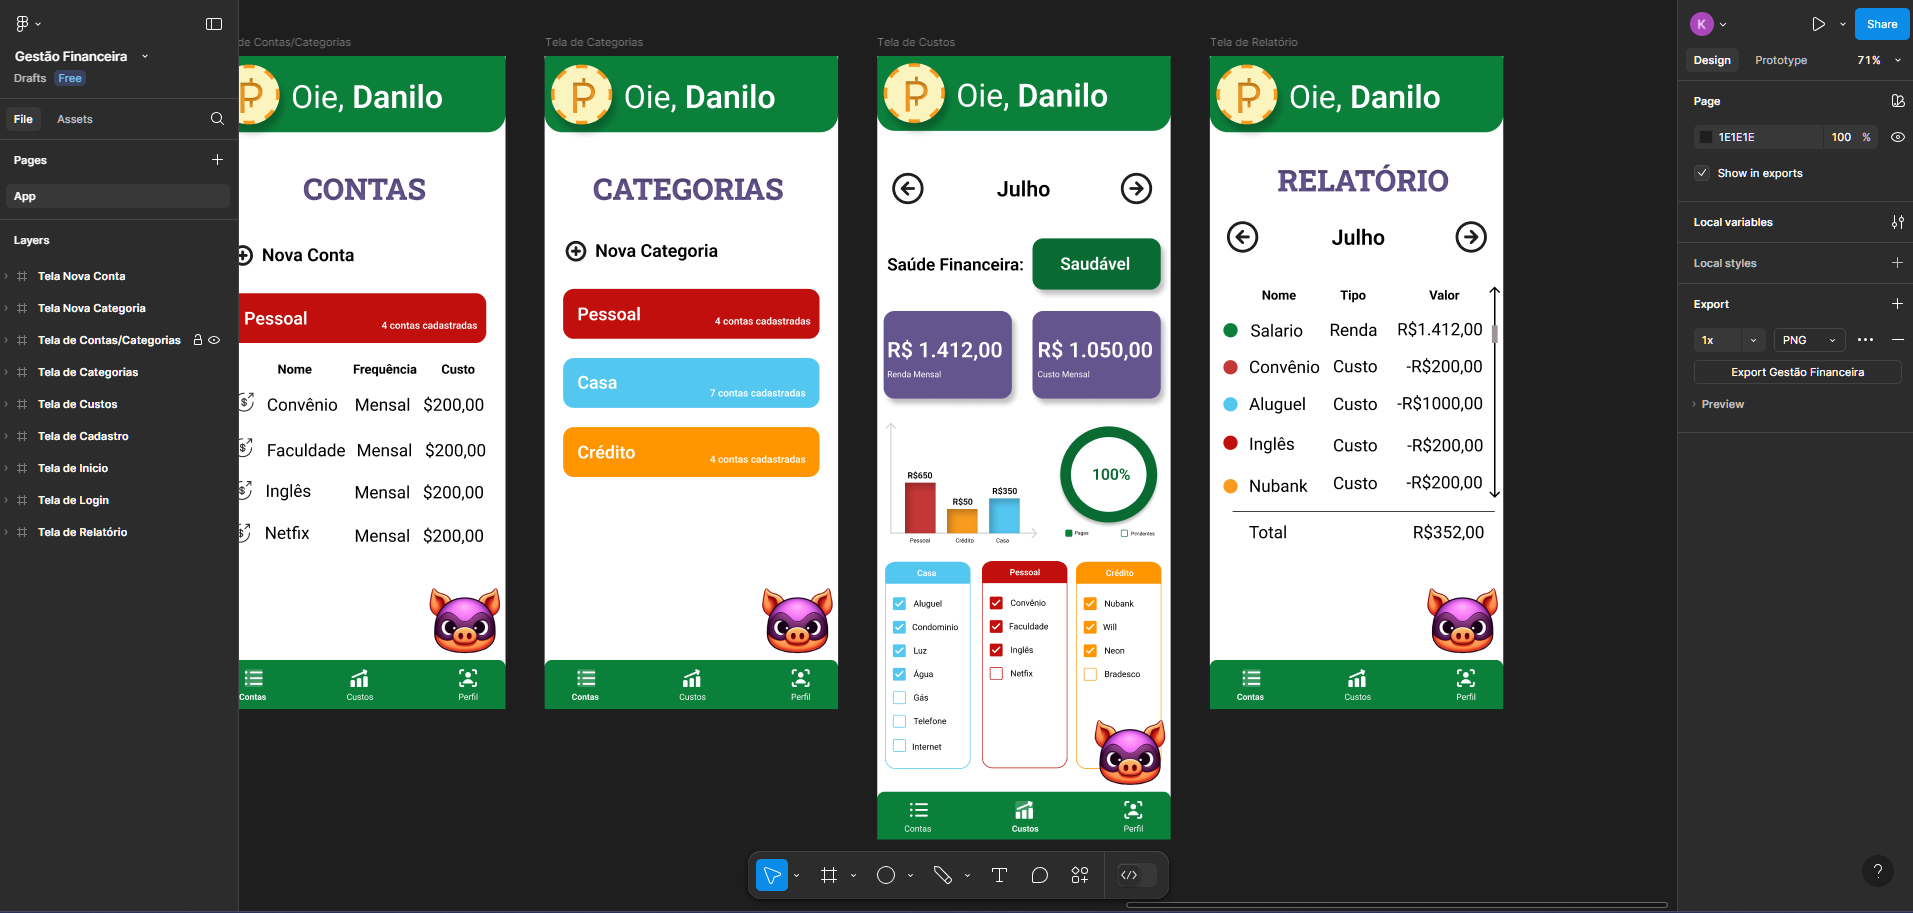 Gestão Financeira
Drafts Free
File Assets
Pages
App
Layers
Tela Nova Conta
Tela Nova Categoria
Tela de Contas/Categorias
Tela de Categorias
Tela de Custos
Tela de Cadastro
Tela de Inicio
Tela de Login
Tela de Relatório
de Contas/Categorias
Oie, Danilo
CONTAS
Nova Conta
Pessoal
4 contas cadastradas
Nome Frequência Custo
Convênio Mensal $200,00
Faculdade Mensal $200,00
Inglês Mensal $200,00
Netfix Mensal $200,00
Contas Custos Perfil
Tela de Categorias
Oie, Danilo
CATEGORIAS
Nova Categoria
Pessoal
4 contas cadastradas
Casa
7 contas cadastradas
Crédito
4 contas cadastradas
Contas Custos Perfil
Tela de Custos
Oie, Danilo
Julho
Saúde Financeira: Saudável
R$ 1.412,00
Renda Mensal
R$ 1.050,00
Custo Mensal
R$650
R$50
R$350
Pessoal Crédito Casa
100%
Pagas Pendentes
Casa
Aluguel
Condominio
Luz
Água
Gás
Telefone
Internet
Pessoal
Convênio
Faculdade
Inglês
Netfix
Crédito
Nubank
Will
Neon
Bradesco
Contas Custos Perfil
Tela de Relatório
Oie, Danilo
RELATÓRIO
Julho
Nome Tipo Valor
Salario Renda R$1.412,00
Convênio Custo -R$200,00
Aluguel Custo -R$1000,00
Inglês Custo -R$200,00
Nubank Custo -R$200,00
Total R$352,00
Contas Custos Perfil
K
Share
Design Prototype 71%
Page
1E1E1E 100 %
Show in exports
Local variables
Local styles
Export
1x PNG
Export Gestão Financeira
Preview
?